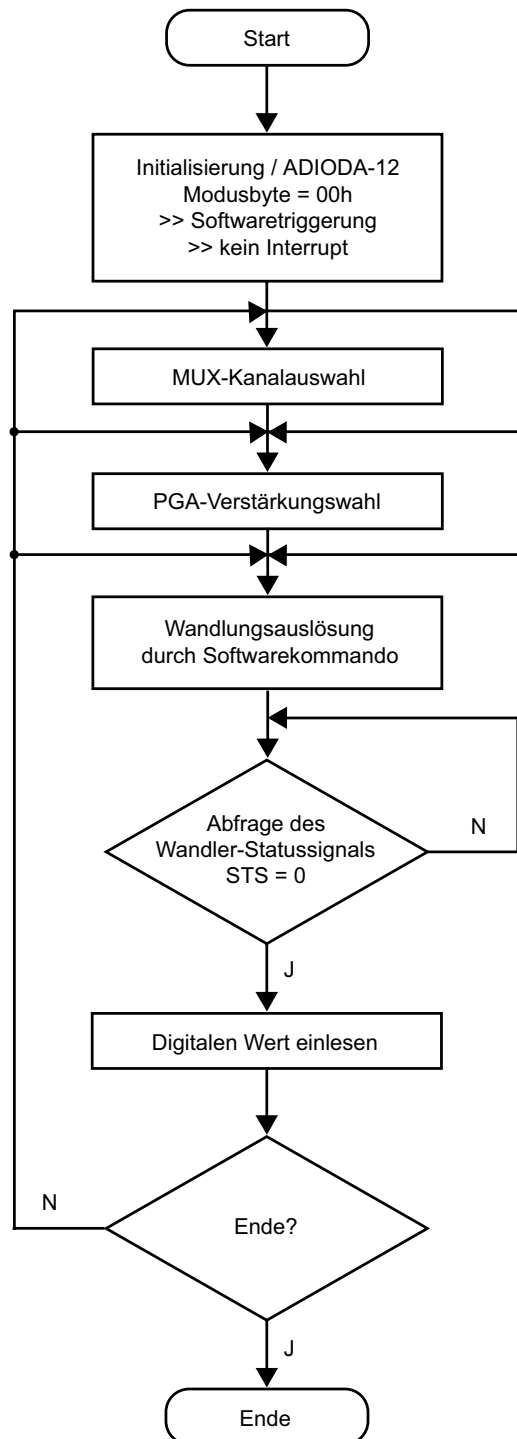 Start
Initialisierung / ADIODA-12
Modusbyte = 00h
>> Softwaretriggerung
>> kein Interrupt
MUX-Kanalauswahl
PGA-Verstärkungswahl
Wandlungsauslösung
durch Softwarekommando
Abfrage des
Wandler-Statussignals
STS = 0
N
J
Digitalen Wert einlesen
N
Ende?
J
Ende